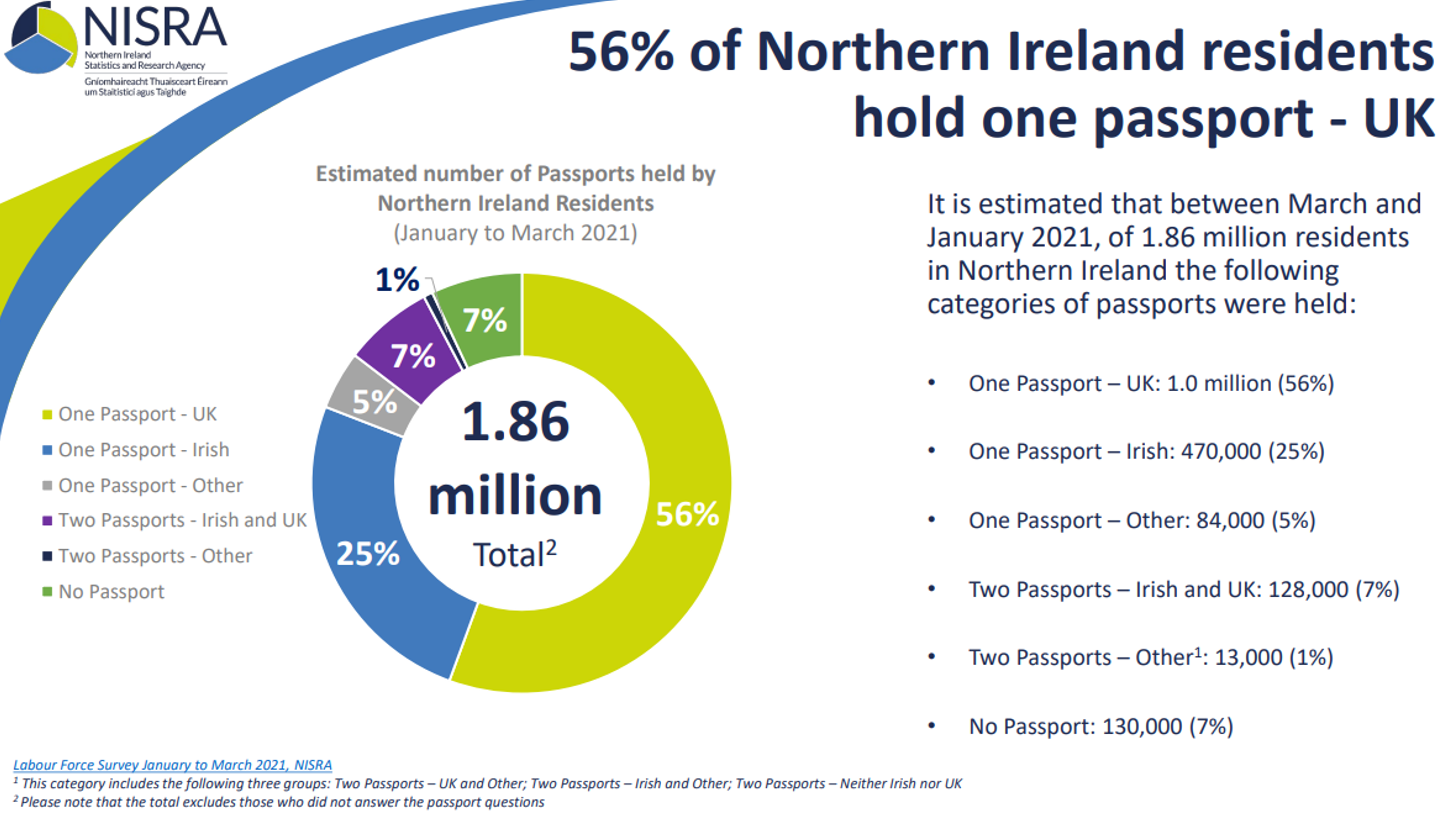 NISRA
Northern Ireland
Statistics and Research Agency
Gníomhaireacht Thuaisceart Éireann
um Staitisticí agus Taighde
56% of Northern Ireland residents
hold one passport - UK
Estimated number of Passports held by
Northern Ireland Residents
(January to March 2021)
1%
7%
7%
5%
25%
56%
1.86
million
Total²
One Passport - UK
One Passport - Irish
One Passport - Other
Two Passports - Irish and UK
Two Passports - Other
No Passport
It is estimated that between March and
January 2021, of 1.86 million residents
in Northern Ireland the following
categories of passports were held:
• One Passport – UK: 1.0 million (56%)
• One Passport – Irish: 470,000 (25%)
• One Passport – Other: 84,000 (5%)
• Two Passports – Irish and UK: 128,000 (7%)
• Two Passports – Other¹: 13,000 (1%)
• No Passport: 130,000 (7%)
Labour Force Survey January to March 2021, NISRA
¹ This category includes the following three groups: Two Passports – UK and Other; Two Passports – Irish and Other; Two Passports – Neither Irish nor UK
² Please note that the total excludes those who did not answer the passport questions